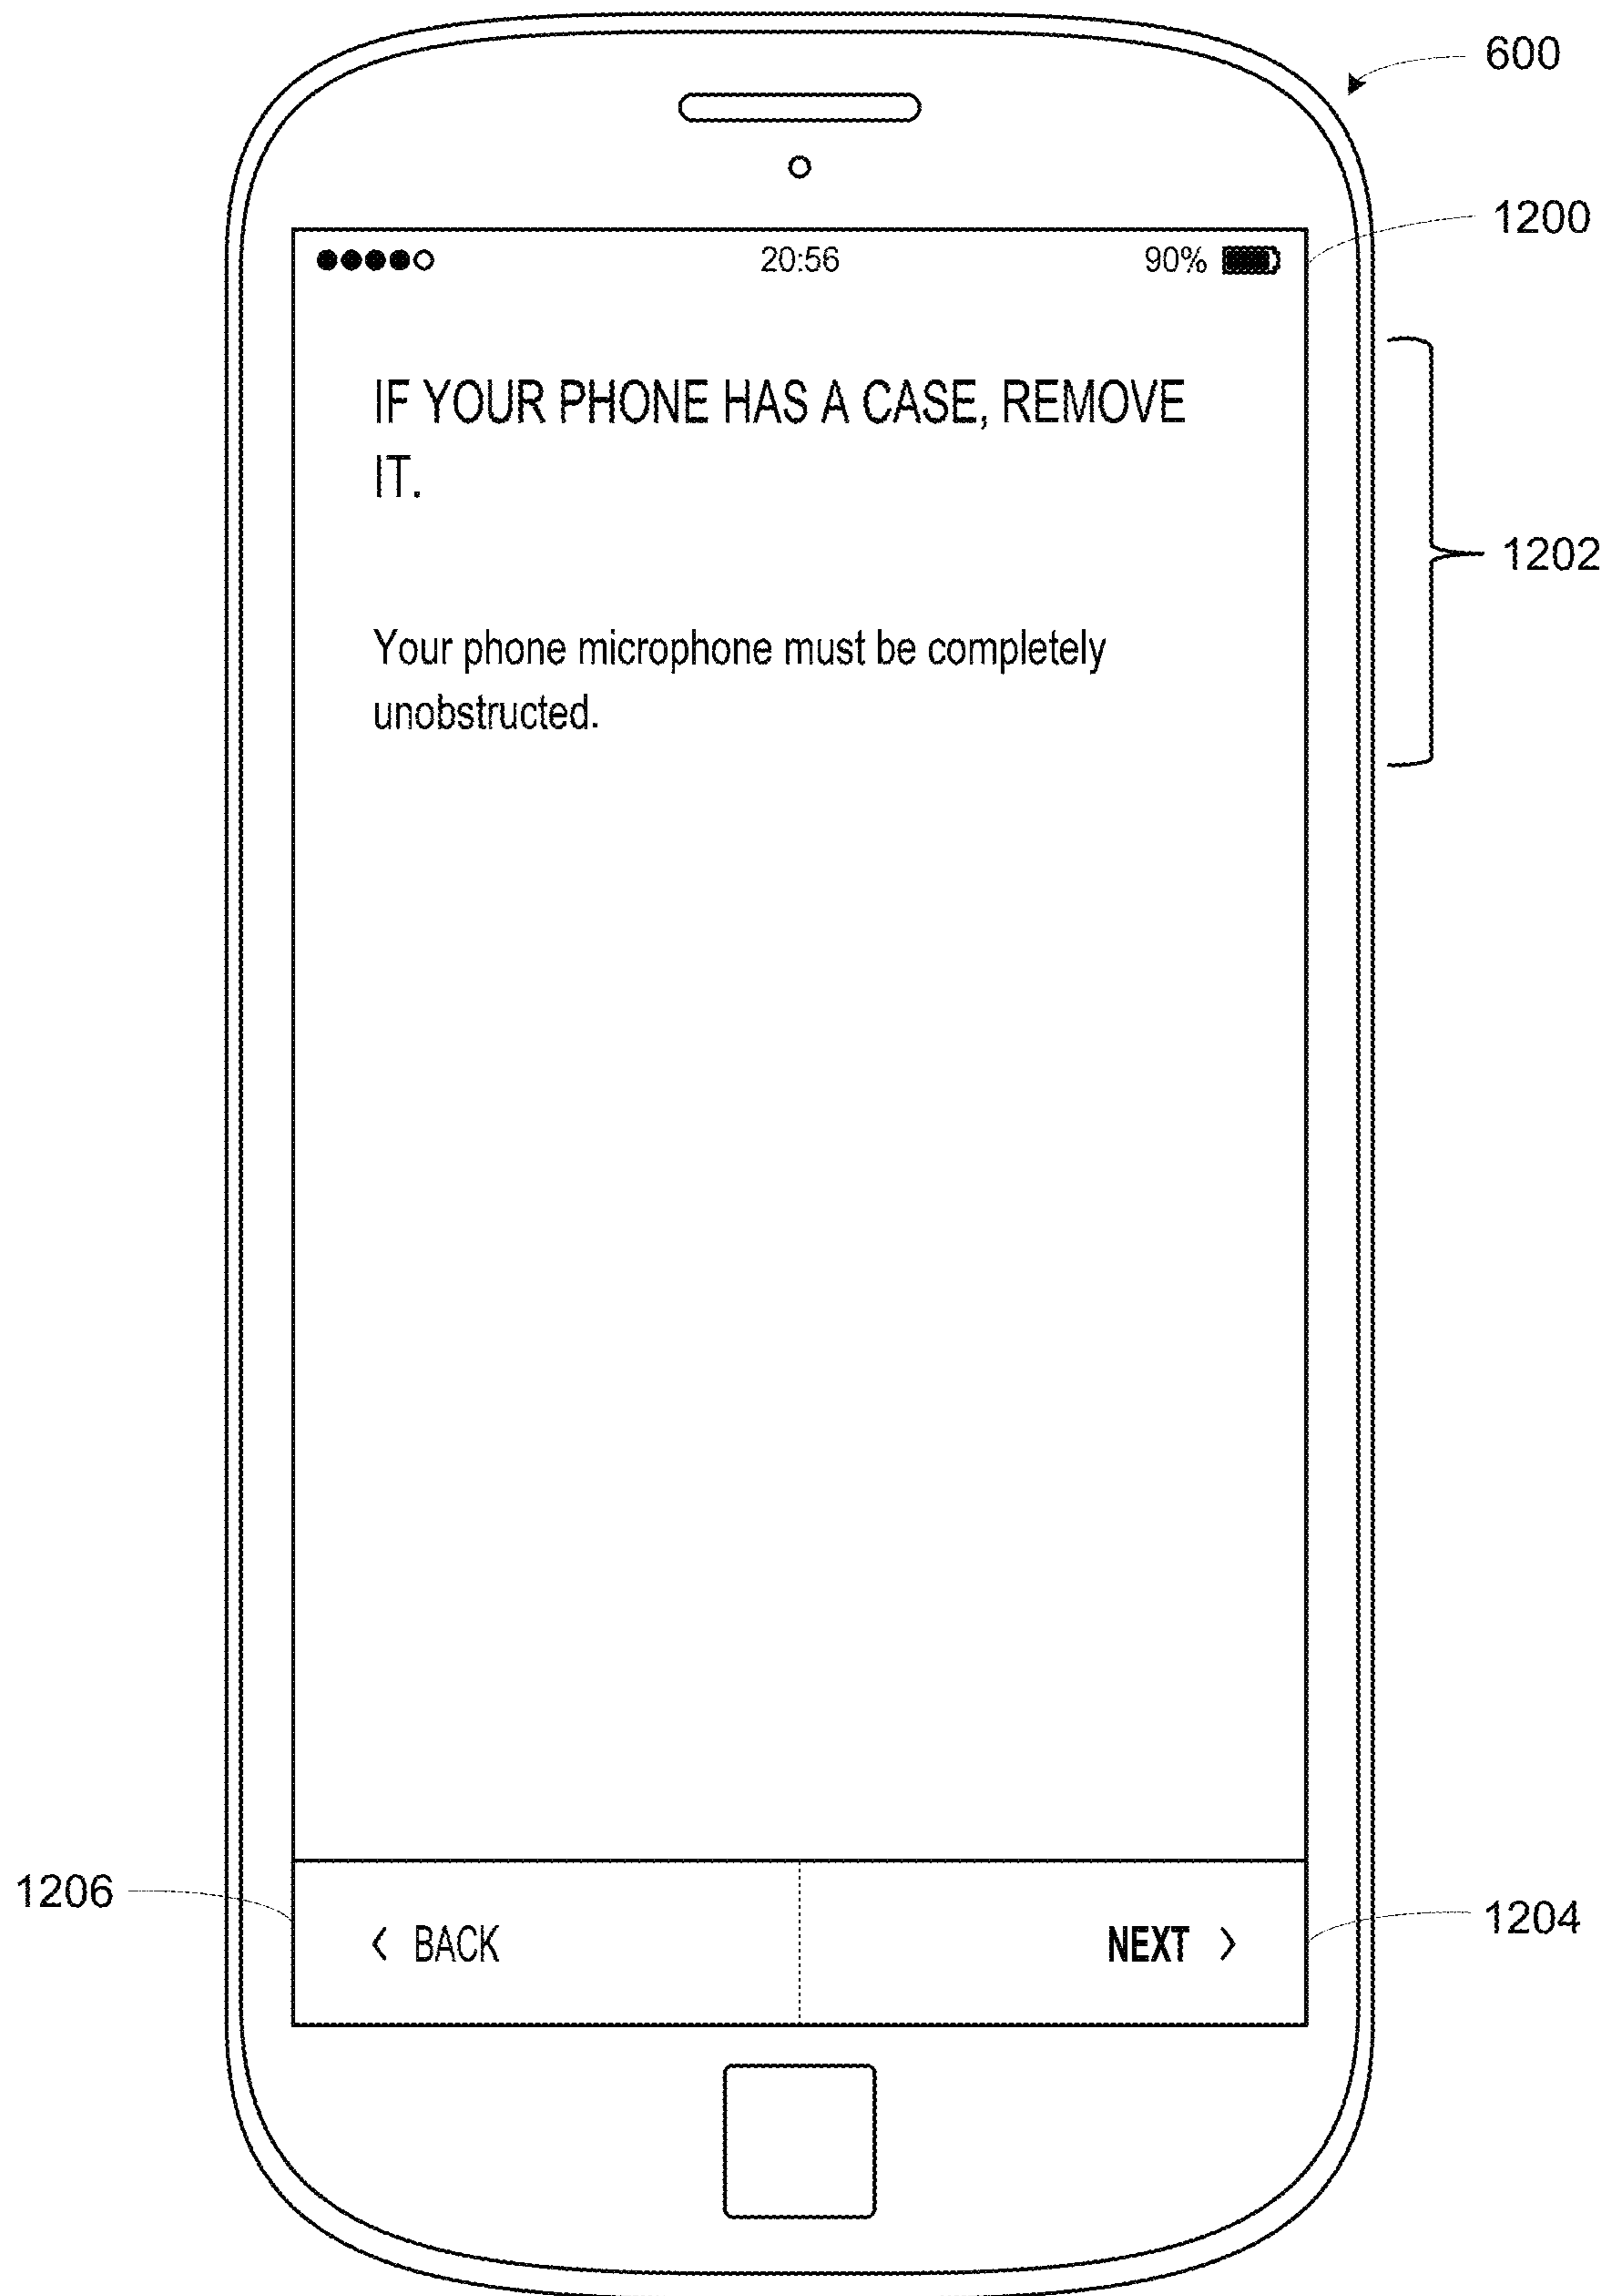 600
1200
20:56 90%
IF YOUR PHONE HAS A CASE, REMOVE
IT.
1202
Your phone microphone must be completely
unobstructed.
1206
1204
< BACK NEXT >